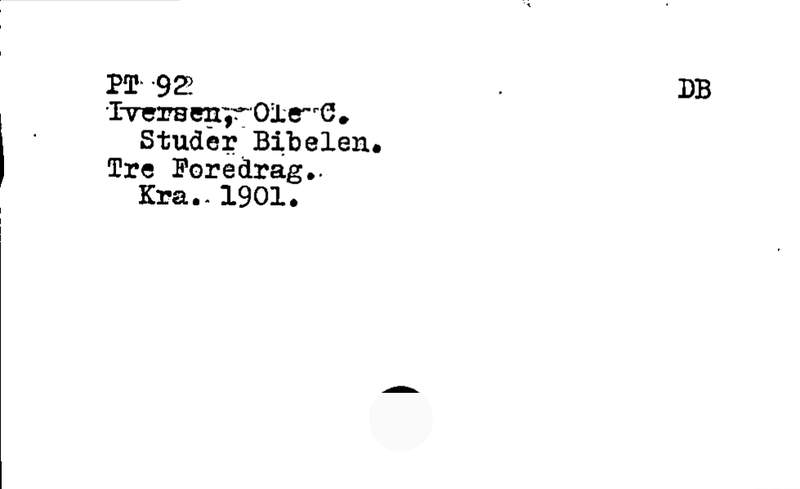 PT 92 DB
Iversen, Ole C.
Studer Bibelen.
Tre Foredrag.
Kra. 1901.